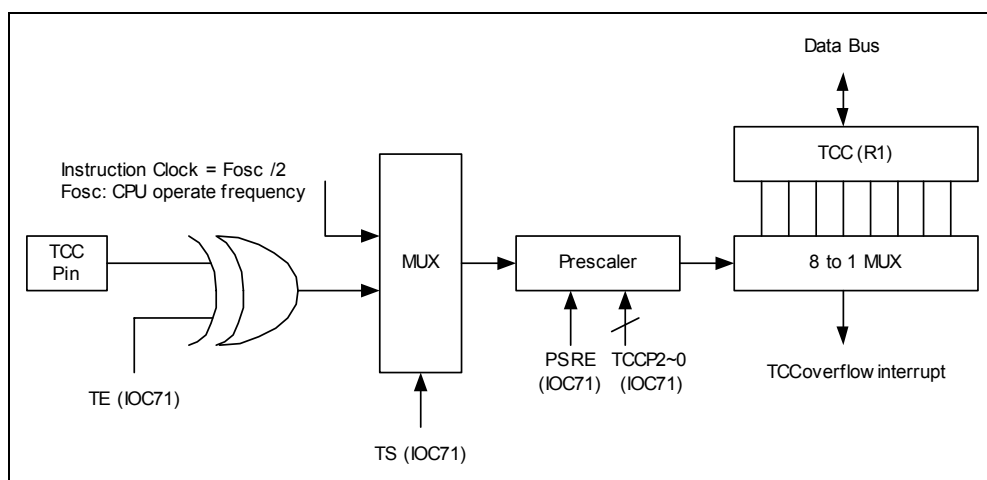 Data Bus
TCC (R1)
Instruction Clock = Fosc /2
Fosc: CPU operate frequency
TCC
Pin
MUX
Prescaler
8 to 1 MUX
PSRE
(IOC71)
TCCP2~0
(IOC71)
TCCoverflow interrupt
TE (IOC71)
TS (IOC71)